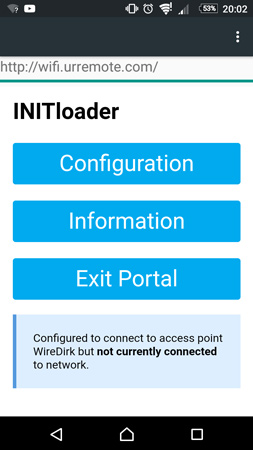 53% 20:02
http://wifi.urremote.com/
INITloader
Configuration
Information
Exit Portal
Configured to connect to access point
WireDirk but not currently connected
to network.